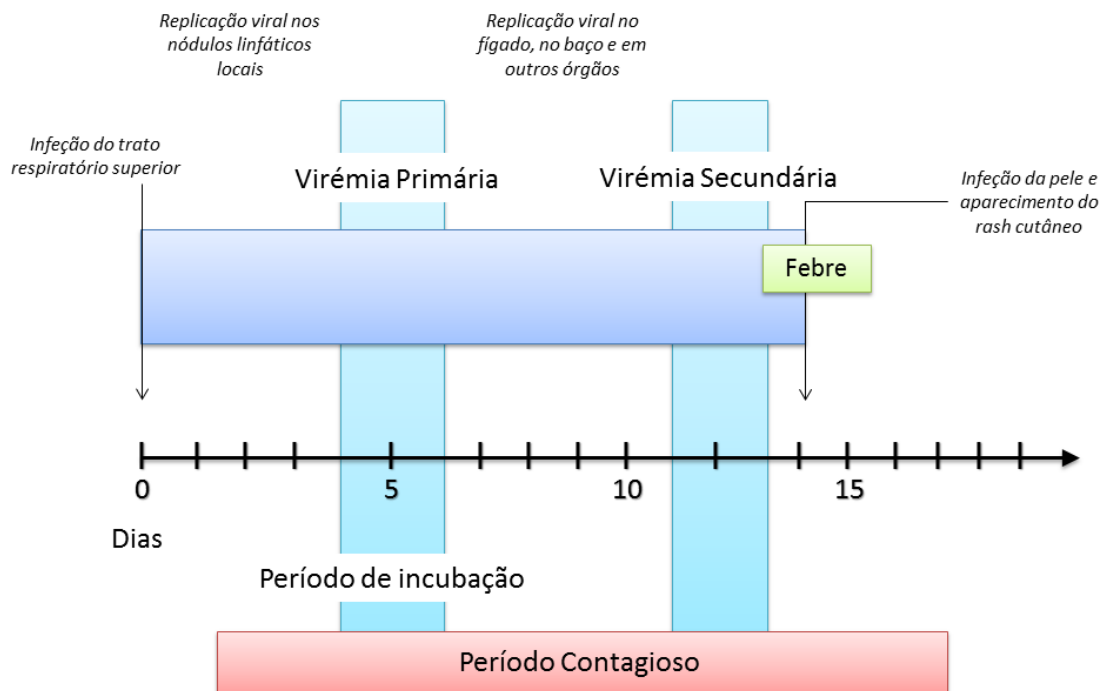 Replicação viral nos
nódulos linfáticos
locais
Replicação viral no
fígado, no baço e em
outros órgãos
Infeção do trato
respiratório superior
Virémia Primária
Virémia Secundária
Infeção da pele e
aparecimento do
rash cutâneo
Febre
0
5
10
15
Dias
Período de incubação
Período Contagioso